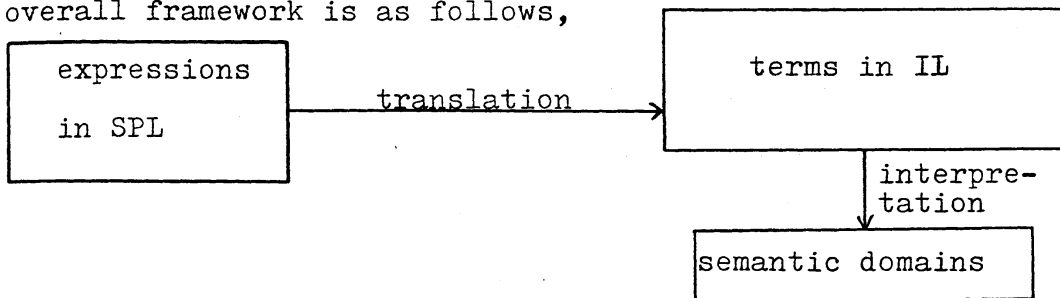 overall framework is as follows,
expressions
in SPL
translation
terms in IL
interpre-
tation
semantic domains